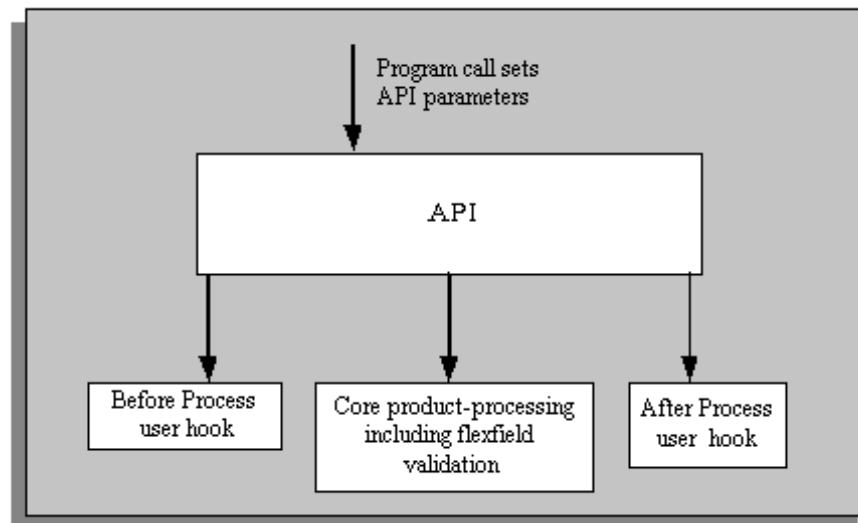 Program call sets
API parameters
API
Before Process
user hook
Core product-processing
including flexfield
validation
After Process
user hook